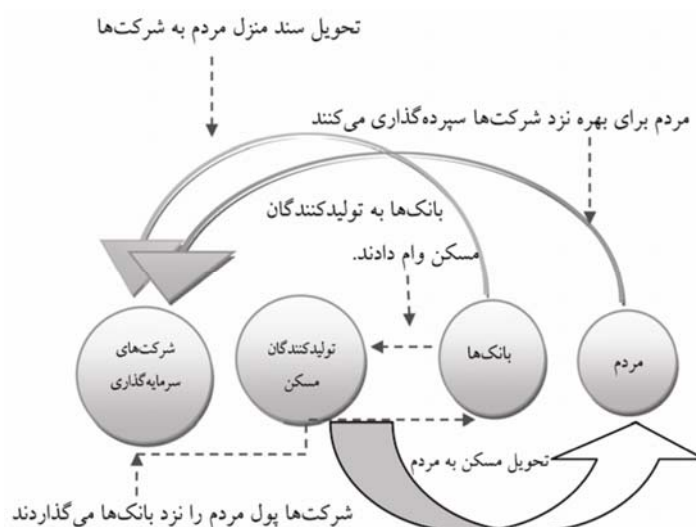 تحویل سند منزل مردم به شرکت‌ها
مردم برای بهره نزد شرکت‌ها سپرده‌گذاری می‌کنند
بانک‌ها به تولیدکنندگان
مسکن وام دادند.
مردم
بانک‌ها
تولیدکنندگان
مسکن
شرکت‌های
سرمایه‌گذاری
تحویل مسکن به مردم
شرکت‌ها پول مردم را نزد بانک‌ها می‌گذاردند